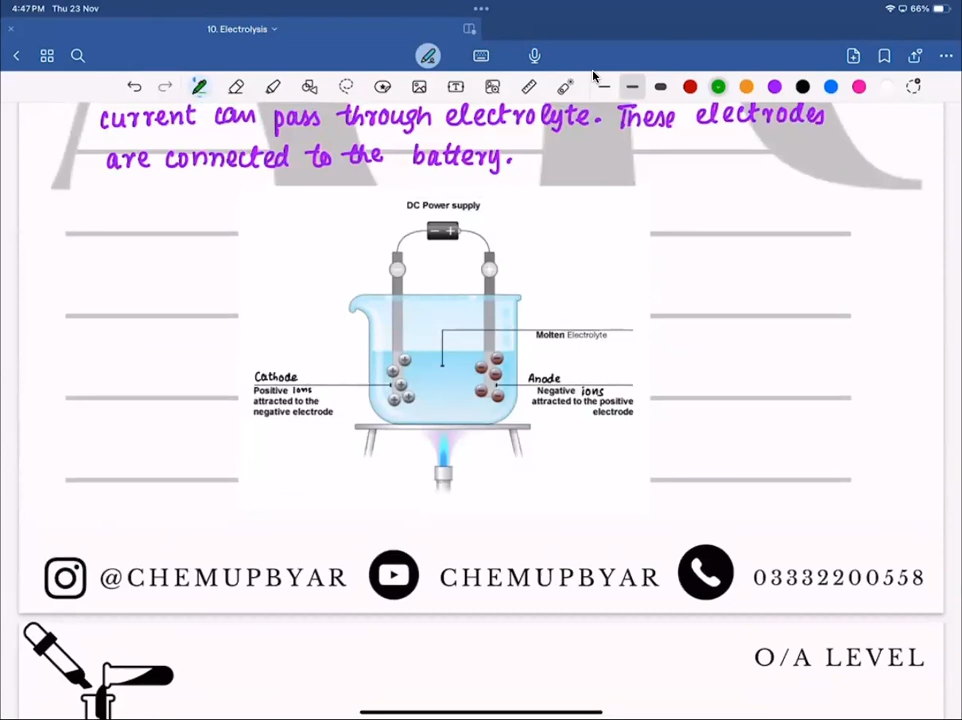 4:47 PM Thu 23 Nov
66%
10. Electrolysis
current can pass through electrolyte. These electrodes
are connected to the battery.
DC Power supply
Molten Electrolyte
Cathode
Positive ions
attracted to the
negative electrode
Anode
Negative ions
attracted to the positive
electrode
@CHEMUPBYAR
CHEMUPBYAR
03332200558
O/A LEVEL